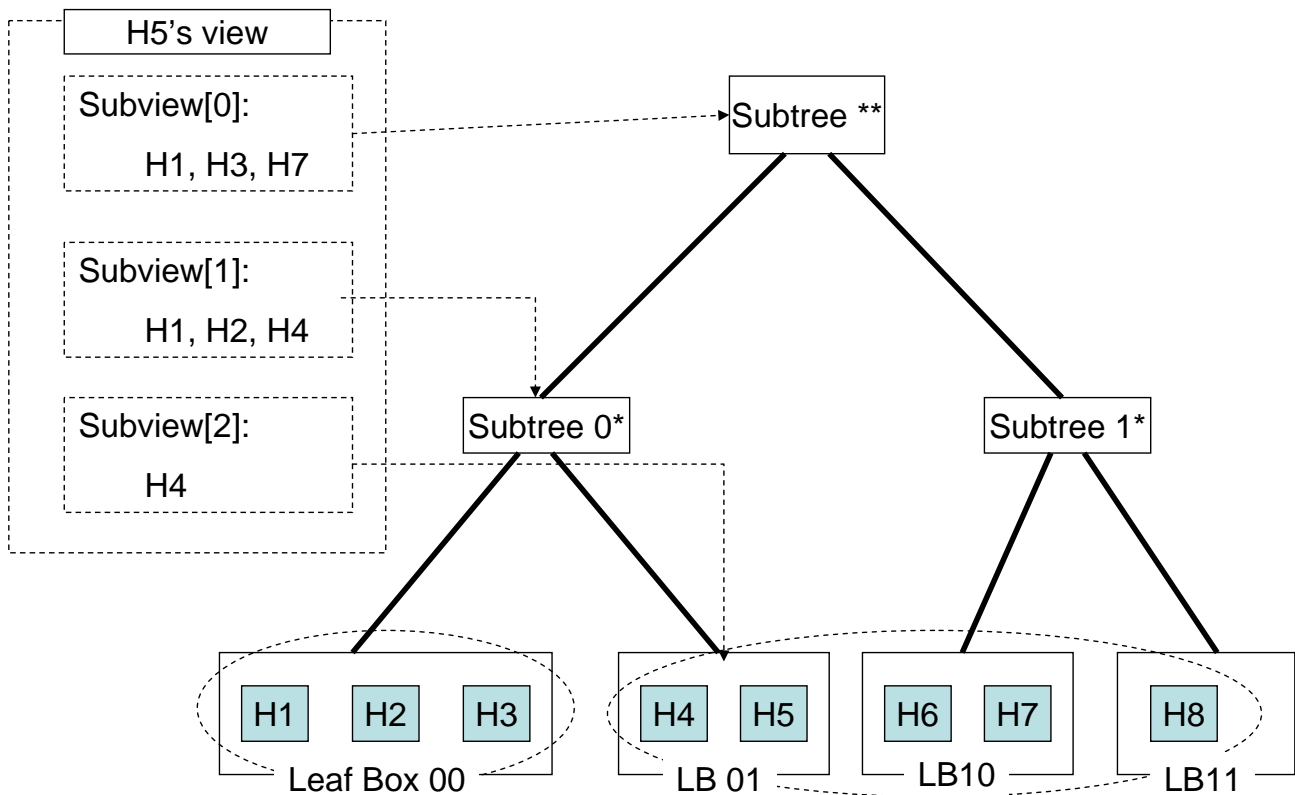 H5’s view
Subview[0]:
H1, H3, H7
Subview[1]:
H1, H2, H4
Subview[2]:
H4
Subtree **
Subtree 0*
Subtree 1*
H1
H2
H3
H4
H5
H6
H7
H8
Leaf Box 00
LB 01
LB10
LB11